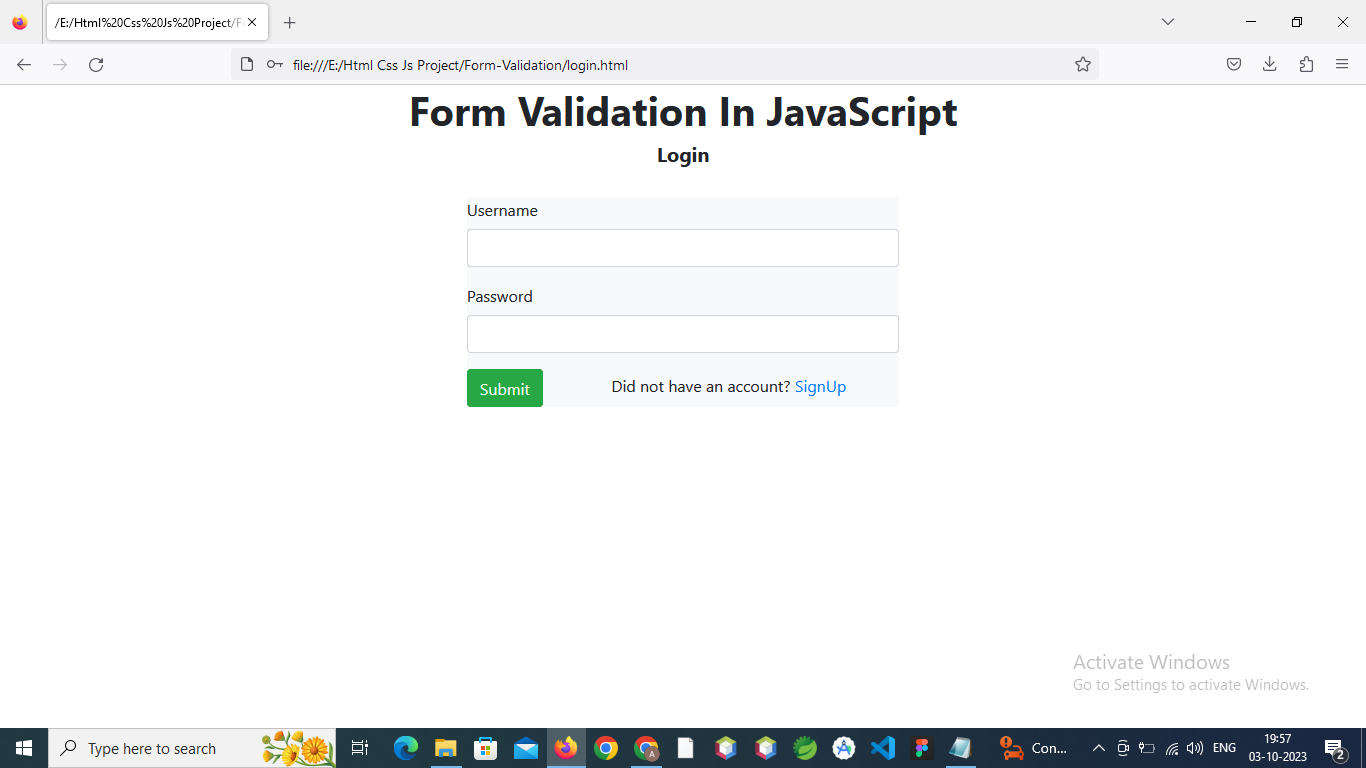 /E:/Html%20Css%20Js%20Project/F
file:///E:/Html Css Js Project/Form-Validation/login.html
Form Validation In JavaScript
Login
Username
Password
Submit
Did not have an account? SignUp
Activate Windows
Go to Settings to activate Windows.
Type here to search
A
Con...
ENG
19:57
03-10-2023
2